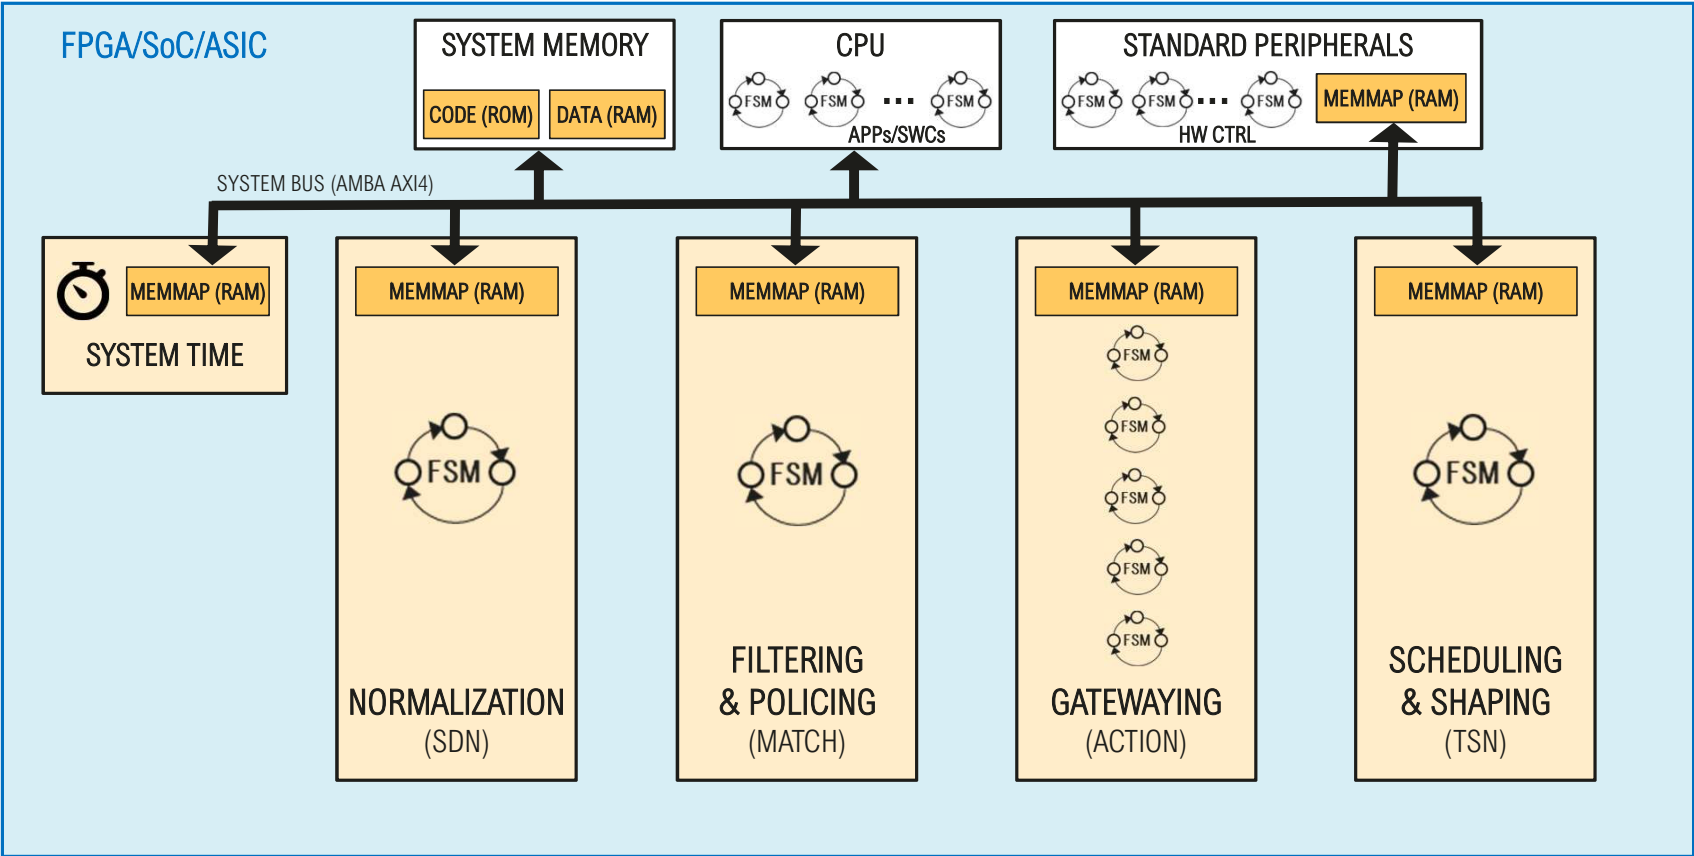 FPGA/SoC/ASIC
SYSTEM MEMORY
CODE (ROM)
DATA (RAM)
CPU
FSM
FSM
...
FSM
APPs/SWCs
STANDARD PERIPHERALS
FSM
FSM
...
FSM
HW CTRL
MEMMAP (RAM)
SYSTEM BUS (AMBA AXI4)
MEMMAP (RAM)
SYSTEM TIME
MEMMAP (RAM)
FSM
NORMALIZATION
(SDN)
MEMMAP (RAM)
FSM
FILTERING
& POLICING
(MATCH)
MEMMAP (RAM)
FSM
FSM
FSM
FSM
FSM
GATEWAYING
(ACTION)
MEMMAP (RAM)
FSM
SCHEDULING
& SHAPING
(TSN)